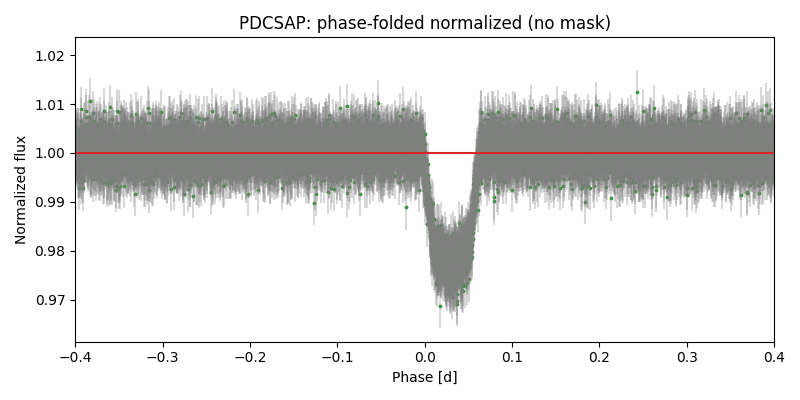 PDCSAP: phase-folded normalized (no mask)
1.02
1.01
1.00
0.99
0.98
0.97
Normalized flux
−0.4 −0.3 −0.2 −0.1 0.0 0.1 0.2 0.3 0.4
Phase [d]